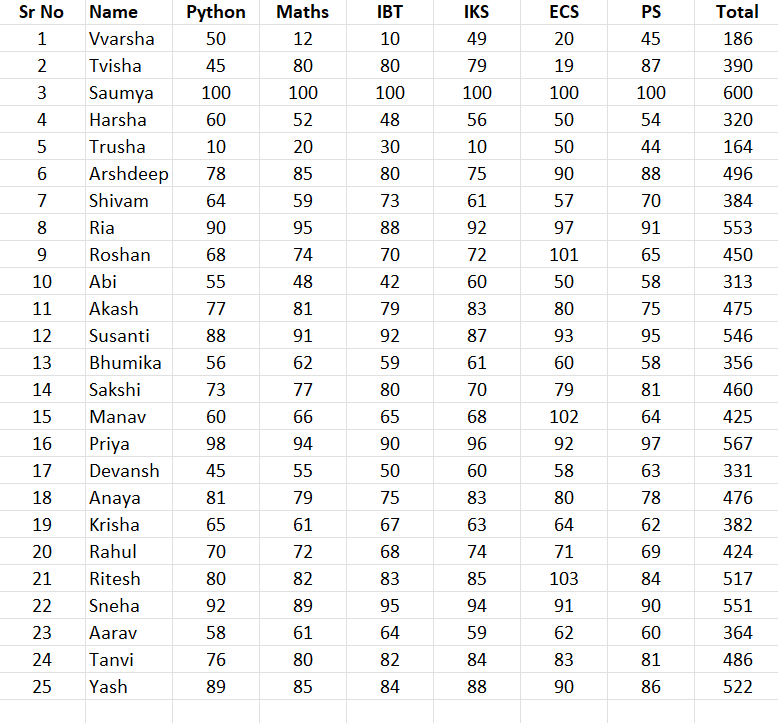 Sr No Name Python Maths IBT IKS ECS PS Total
1 Vvarsha 50 12 10 49 20 45 186
2 Tvisha 45 80 80 79 19 87 390
3 Saumya 100 100 100 100 100 100 600
4 Harsha 60 52 48 56 50 54 320
5 Trusha 10 20 30 10 50 44 164
6 Arshdeep 78 85 80 75 90 88 496
7 Shivam 64 59 73 61 57 70 384
8 Ria 90 95 88 92 97 91 553
9 Roshan 68 74 70 72 101 65 450
10 Abi 55 48 42 60 50 58 313
11 Akash 77 81 79 83 80 75 475
12 Susanti 88 91 92 87 93 95 546
13 Bhumika 56 62 59 61 60 58 356
14 Sakshi 73 77 80 70 79 81 460
15 Manav 60 66 65 68 102 64 425
16 Priya 98 94 90 96 92 97 567
17 Devansh 45 55 50 60 58 63 331
18 Anaya 81 79 75 83 80 78 476
19 Krisha 65 61 67 63 64 62 382
20 Rahul 70 72 68 74 71 69 424
21 Ritesh 80 82 83 85 103 84 517
22 Sneha 92 89 95 94 91 90 551
23 Aarav 58 61 64 59 62 60 364
24 Tanvi 76 80 82 84 83 81 486
25 Yash 89 85 84 88 90 86 522